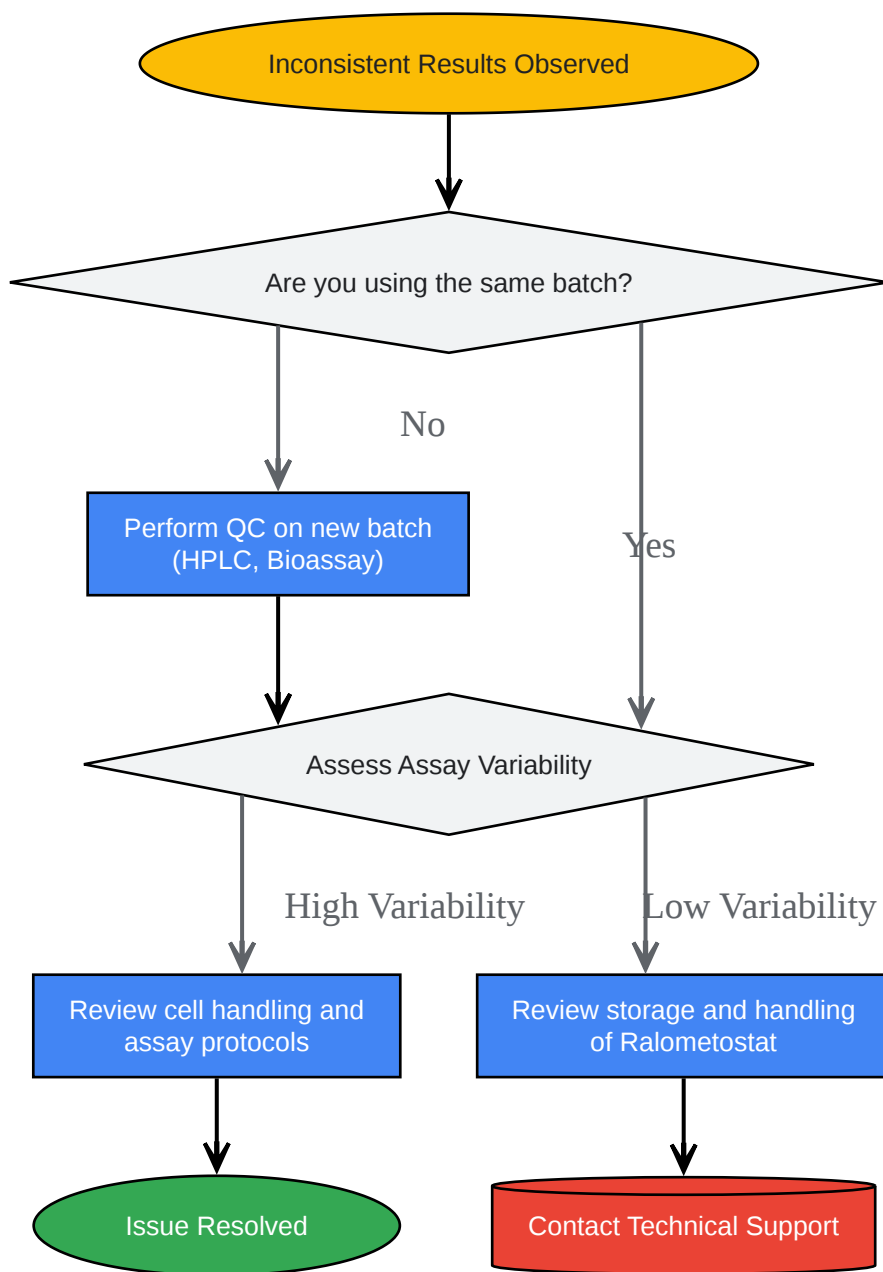 Inconsistent Results Observed
Are you using the same batch?
No
Perform QC on new batch
(HPLC, Bioassay)
Yes
Assess Assay Variability
High Variability
Low Variability
Review cell handling and
assay protocols
Review storage and handling
of Ralometostat
Issue Resolved
Contact Technical Support